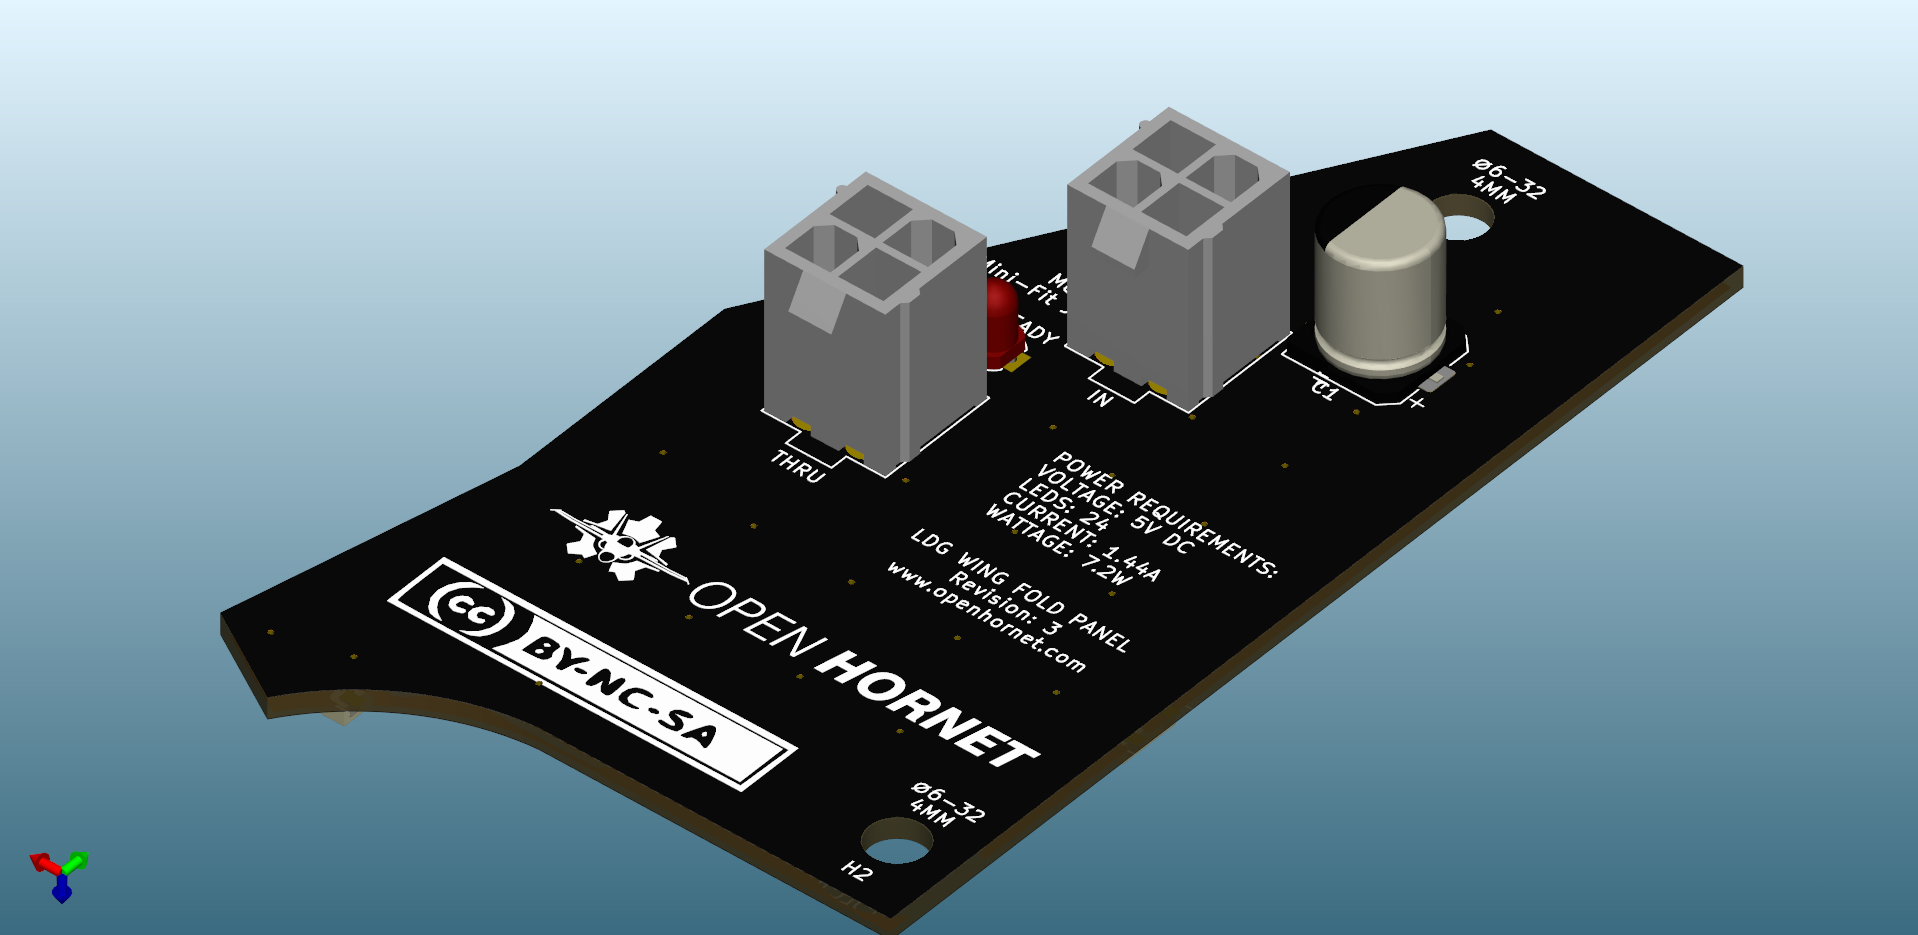 ø6-32
4MM
Mini-Fit
IN
C1
+
THRU
POWER REQUIREMENTS:
VOLTAGE: 5V DC
LEDS: 24
CURRENT: 1.44A
WATTAGE: 7.2W
LDG WING FOLD PANEL
Revision: 3
www.openhornet.com
OPEN HORNET
cc BY-NC-SA
ø6-32
4MM
H2